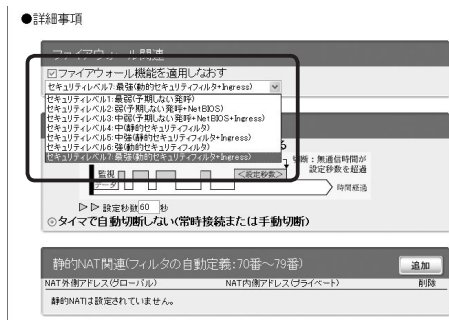 ●詳細事項
ファイアウォール関連
ファイアウォール機能を適用しなおす
セキュリティレベル7:最強(動的セキュリティフィルタ+Ingress)
セキュリティレベル1:最弱(予期しない発呼)
セキュリティレベル2:弱(予期しない発呼+NetBIOS)
セキュリティレベル3:中弱(予期しない発呼+NetBIOS+Ingress)
セキュリティレベル4:中(静的セキュリティフィルタ)
セキュリティレベル5:中強(静的セキュリティフィルタ+Ingress)
セキュリティレベル6:強(動的セキュリティフィルタ)
セキュリティレベル7:最強(動的セキュリティフィルタ+Ingress)
る
切断:無通信時間が
設定秒数を超過
監視
<設定秒数>
データ
時間経過
▷▷ 設定秒数60 秒
タイマで自動切断しない(常時接続または手動切断)
静的NAT関連(フィルタの自動定義:70番~79番)
追加
NAT外側アドレス(グローバル) NAT内側アドレス(プライベート) 削除
静的NATは設定されていません。